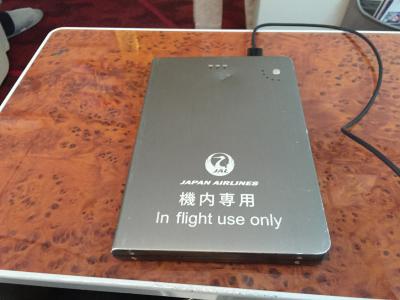 JAL
JAPAN AIRLINES
機内専用
In flight use only